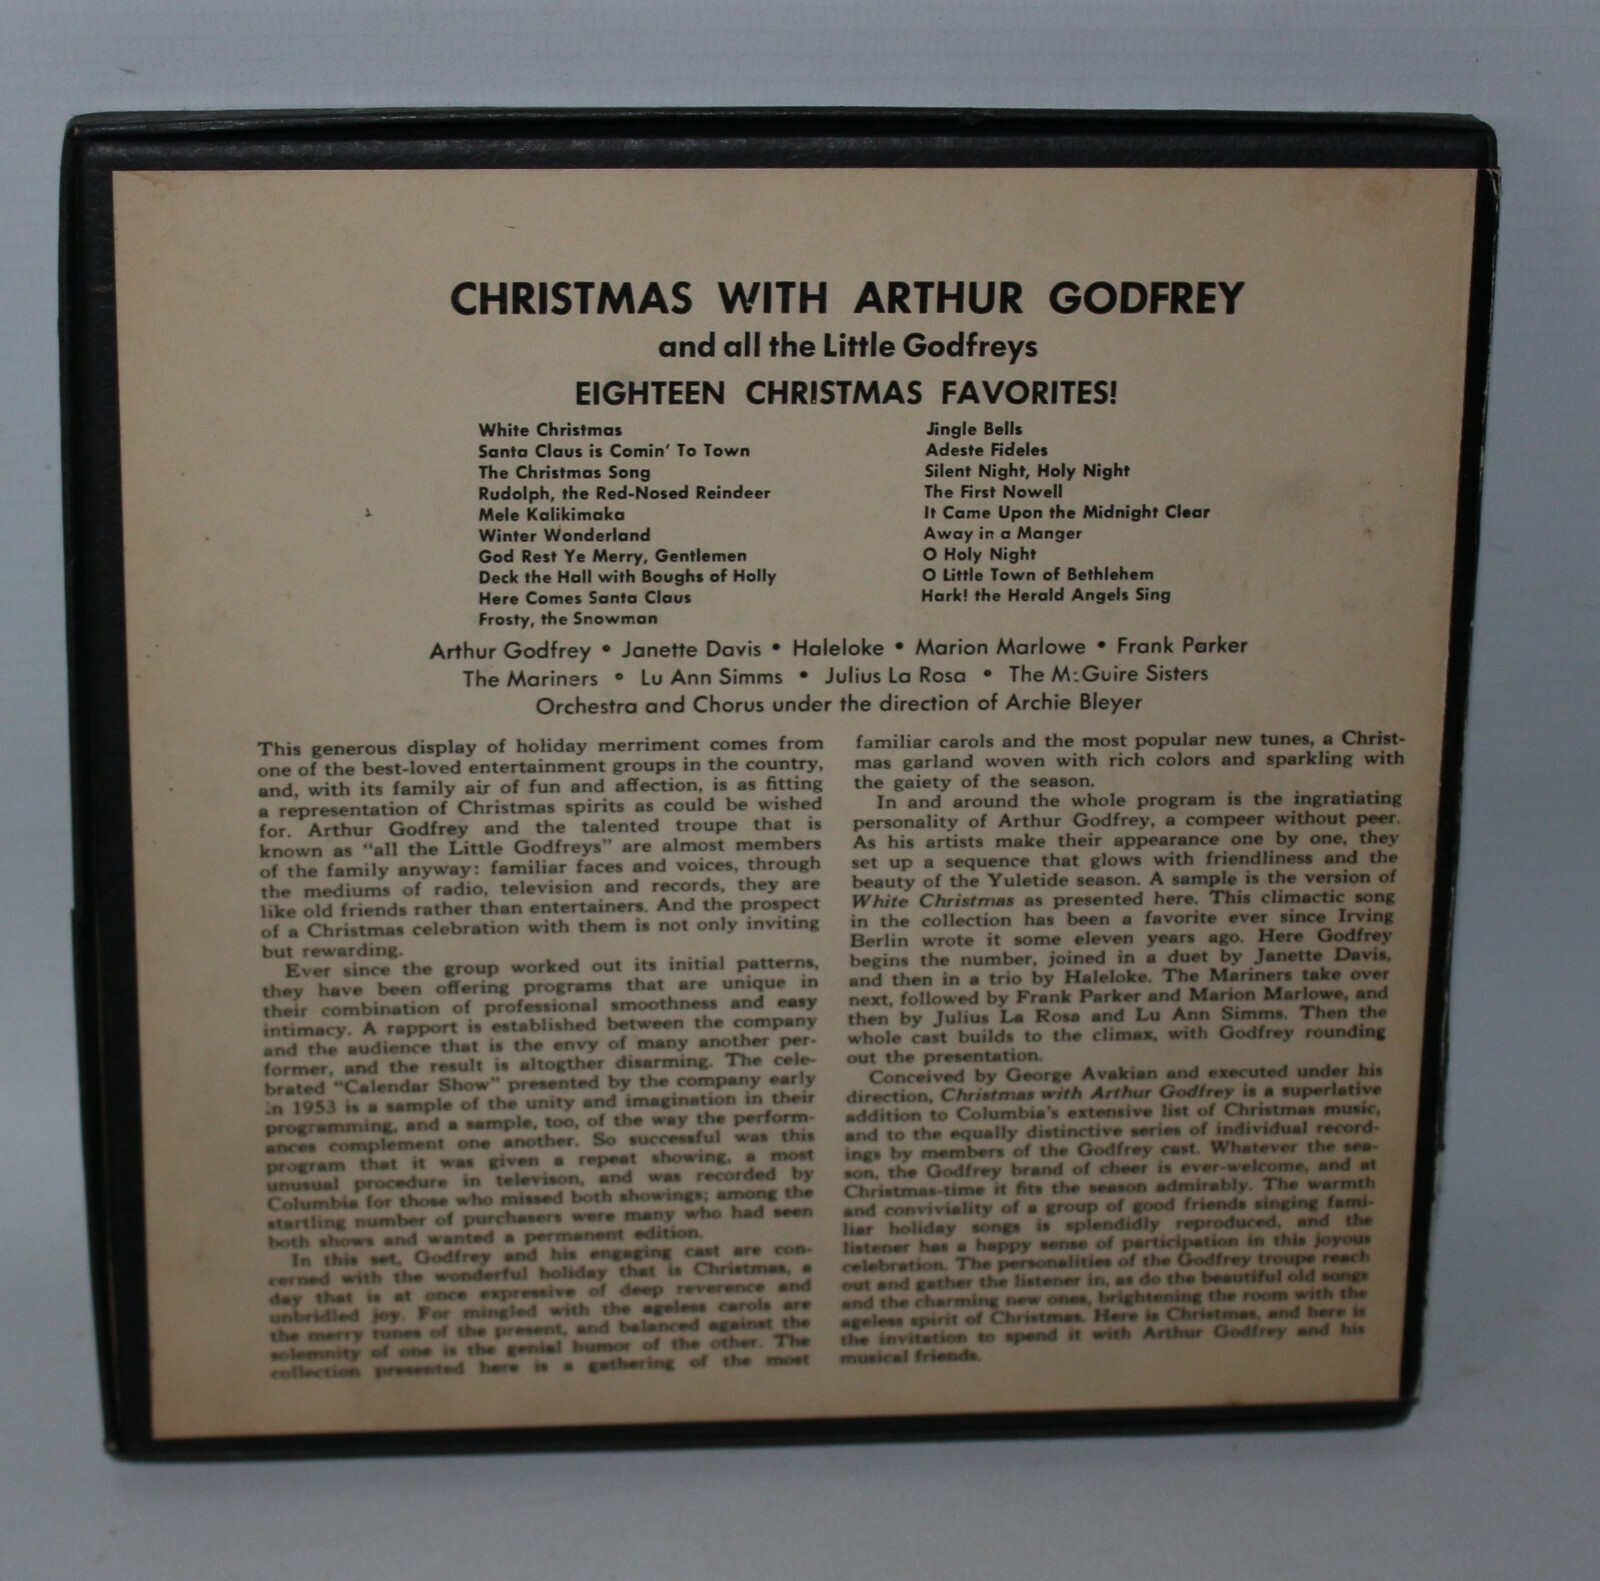 CHRISTMAS WITH ARTHUR GODFREY
and all the Little Godfreys
EIGHTEEN CHRISTMAS FAVORITES!
White Christmas
Santa Claus is Comin' To Town
The Christmas Song
Rudolph, the Red-Nosed Reindeer
Mele Kalikimaka
Winter Wonderland
God Rest Ye Merry, Gentlemen
Deck the Hall with Boughs of Holly
Here Comes Santa Claus
Frosty, the Snowman
Jingle Bells
Adeste Fideles
Silent Night, Holy Night
The First Nowell
It Came Upon the Midnight Clear
Away in a Manger
O Holy Night
O Little Town of Bethlehem
Hark! the Herald Angels Sing
Arthur Godfrey • Janette Davis • Haleloke • Marion Marlowe • Frank Parker
The Mariners • Lu Ann Simms • Julius La Rosa • The McGuire Sisters
Orchestra and Chorus under the direction of Archie Bleyer
This generous display of holiday merriment comes from
one of the best-loved entertainment groups in the country,
and, with its family air of fun and affection, is as fitting
a representation of Christmas spirits as could be wished
for. Arthur Godfrey and the talented troupe that is
known as "all the Little Godfreys" are almost members
of the family anyway: familiar faces and voices, through
the mediums of radio, television and records, they are
like old friends rather than entertainers. And the prospect
of a Christmas celebration with them is not only inviting
but rewarding.
Ever since the group worked out its initial patterns,
they have been offering programs that are unique in
their combination of professional smoothness and easy
intimacy. A rapport is established between the company
and the audience that is the envy of many another per-
former, and the result is altogther disarming. The cele-
brated "Calendar Show" presented by the company early
in 1953 is a sample of the unity and imagination in their
programming, and a sample, too, of the way the perform-
ances complement one another. So successful was this
program that it was given a repeat showing, a most
unusual procedure in televison, and was recorded by
Columbia for those who missed both showings; among the
startling number of purchasers were many who had seen
both shows and wanted a permanent edition.
In this set, Godfrey and his engaging cast are con-
cerned with the wonderful holiday that is Christmas, a
day that is at once expressive of deep reverence and
unbridled joy. For mingled with the ageless carols are
the merry tunes of the present, and balanced against the
solemnity of one is the genial humor of the other. The
collection presented here is a gathering of the most
familiar carols and the most popular new tunes, a Christ-
mas garland woven with rich colors and sparkling with
the gaiety of the season.
In and around the whole program is the ingratiating
personality of Arthur Godfrey, a compeer without peer.
As his artists make their appearance one by one, they
set up a sequence that glows with friendliness and the
beauty of the Yuletide season. A sample is the version of
White Christmas as presented here. This climactic song
in the collection has been a favorite ever since Irving
Berlin wrote it some eleven years ago. Here Godfrey
begins the number, joined in a duet by Janette Davis,
and then in a trio by Haleloke. The Mariners take over
next, followed by Frank Parker and Marion Marlowe, and
then by Julius La Rosa and Lu Ann Simms. Then the
whole cast builds to the climax, with Godfrey rounding
out the presentation.
Conceived by George Avakian and executed under his
direction, Christmas with Arthur Godfrey is a superlative
addition to Columbia's extensive list of Christmas music,
and to the equally distinctive series of individual record-
ings by members of the Godfrey cast. Whatever the sea-
son, the Godfrey brand of cheer is ever-welcome, and at
Christmas-time it fits the season admirably. The warmth
and conviviality of a group of good friends singing fami-
liar holiday songs is splendidly reproduced, and the
listener has a happy sense of participation in this joyous
celebration. The personalities of the Godfrey troupe reach
out and gather the listener in, as do the beautiful old songs
and the charming new ones, brightening the room with the
ageless spirit of Christmas. Here is Christmas, and here is
the invitation to spend it with Arthur Godfrey and his
musical friends.